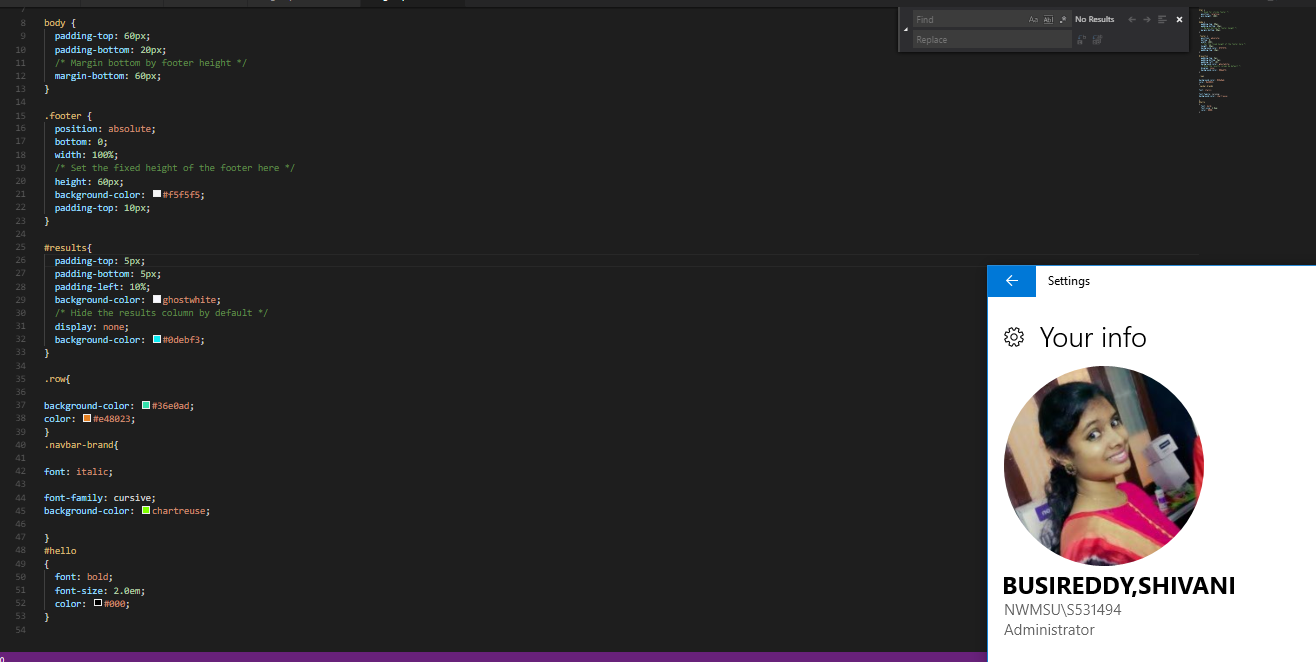 Find
Aa
Abl
No Results
Replace
7
8 body {
9 padding-top: 60px;
10 padding-bottom: 20px;
11 /* Margin bottom by footer height */
12 margin-bottom: 60px;
13 }
14
15 .footer {
16 position: absolute;
17 bottom: 0;
18 width: 100%;
19 /* Set the fixed height of the footer here */
20 height: 60px;
21 background-color: #f5f5f5;
22 padding-top: 10px;
23 }
24
25 #results{
26 padding-top: 5px;
27 padding-bottom: 5px;
28 padding-left: 10%;
29 background-color: ghostwhite;
30 /* Hide the results column by default */
31 display: none;
32 background-color: #0debf3;
33 }
34
35 .row{
36
37 background-color: #36e0ad;
38 color: #e48023;
39 }
40 .navbar-brand{
41
42 font: italic;
43
44 font-family: cursive;
45 background-color: chartreuse;
46
47 }
48 #hello
49 {
50 font: bold;
51 font-size: 2.0em;
52 color: #000;
53 }
54
0
Settings
Your info
BUSIREDDY,SHIVANI
NWMSU\S531494
Administrator